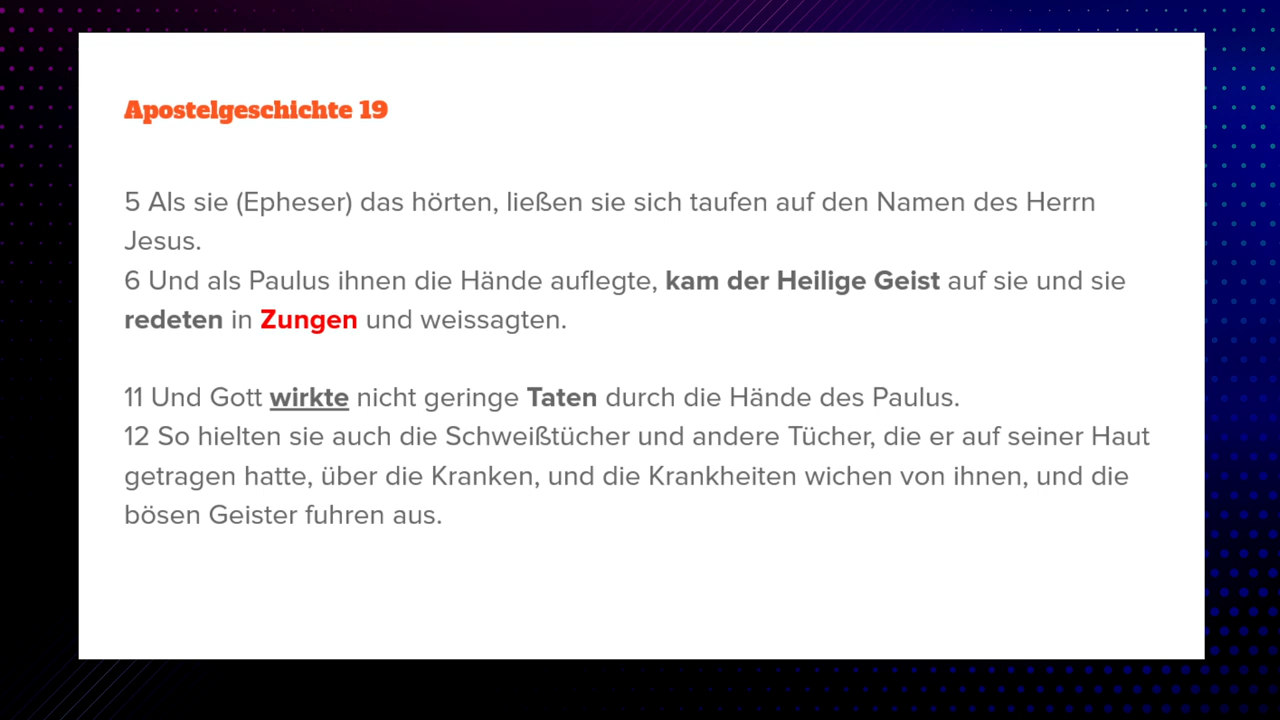 Apostelgeschichte 19
5 Als sie (Epheser) das hörten, ließen sie sich taufen auf den Namen des Herrn
Jesus.
6 Und als Paulus ihnen die Hände auflegte, kam der Heilige Geist auf sie und sie
redeten in Zungen und weissagten.
11 Und Gott wirkte nicht geringe Taten durch die Hände des Paulus.
12 So hielten sie auch die Schweißtücher und andere Tücher, die er auf seiner Haut
getragen hatte, über die Kranken, und die Krankheiten wichen von ihnen, und die
bösen Geister fuhren aus.